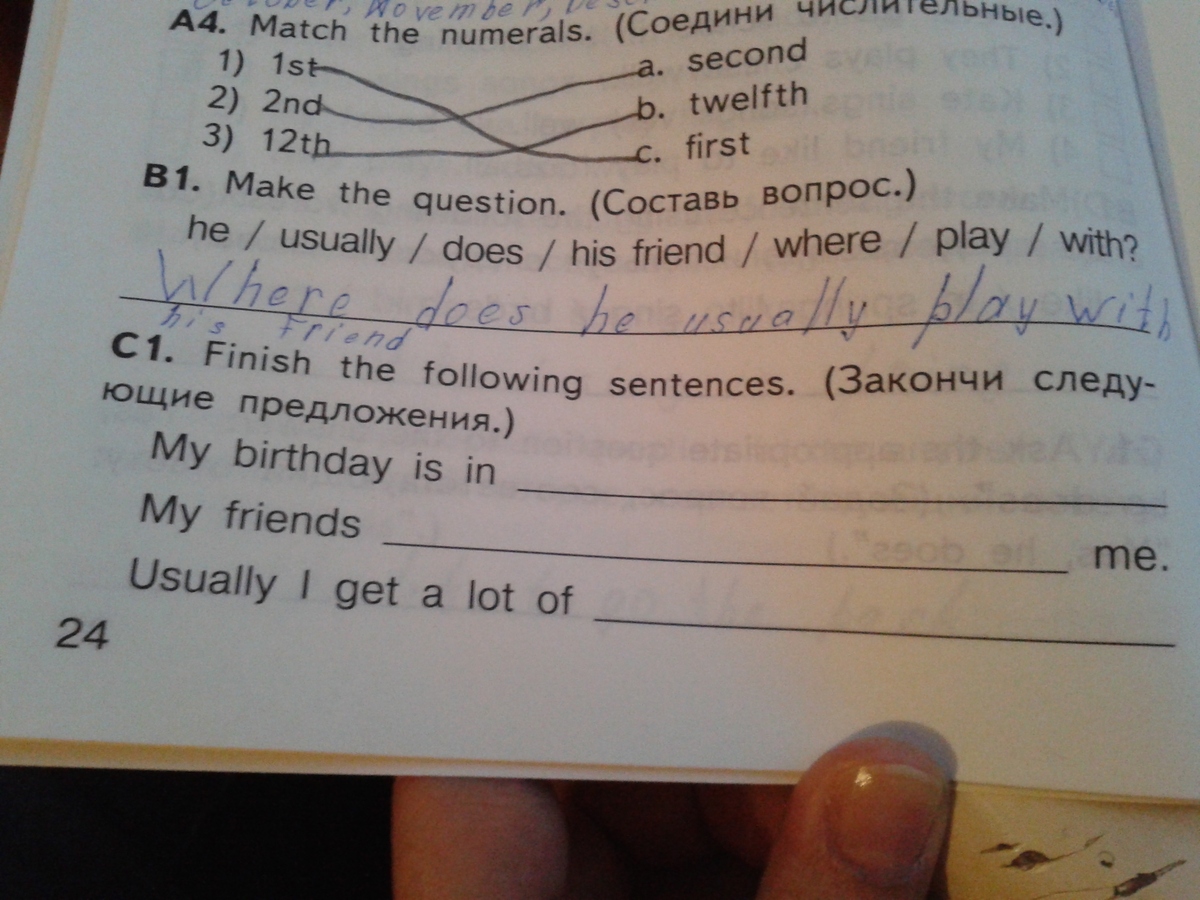 October, November, 
A4. Match the numerals. (Соедини числительные.)
1) 1st a. second
2) 2nd b. twelfth
3) 12th c. first
B1. Make the question. (Составь вопрос.)
he / usually / does / his friend / where / play / with?
Where does he usually play with
his friend
C1. Finish the following sentences. (Закончи следу-
ющие предложения.)
My birthday is in
My friends me.
Usually I get a lot of
24